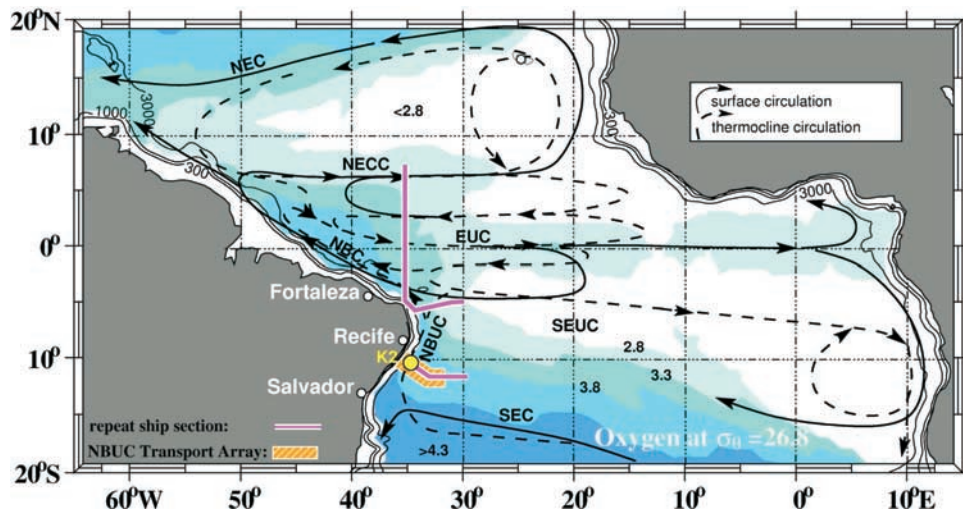 20°N
NEC
3000
1000
300
<2.8
surface circulation
thermocline circulation
10°
300
NECC
3000
0°
NBC
EUC
Fortaleza
SEUC
Recife
NBUC
2.8
10°
K2
3.3
3.8
Salvador
SEC
repeat ship section:
Oxygen at σθ =26.8
NBUC Transport Array:
>4.3
20°S
60°W
50°
40°
30°
20°
10°
0°
10°E